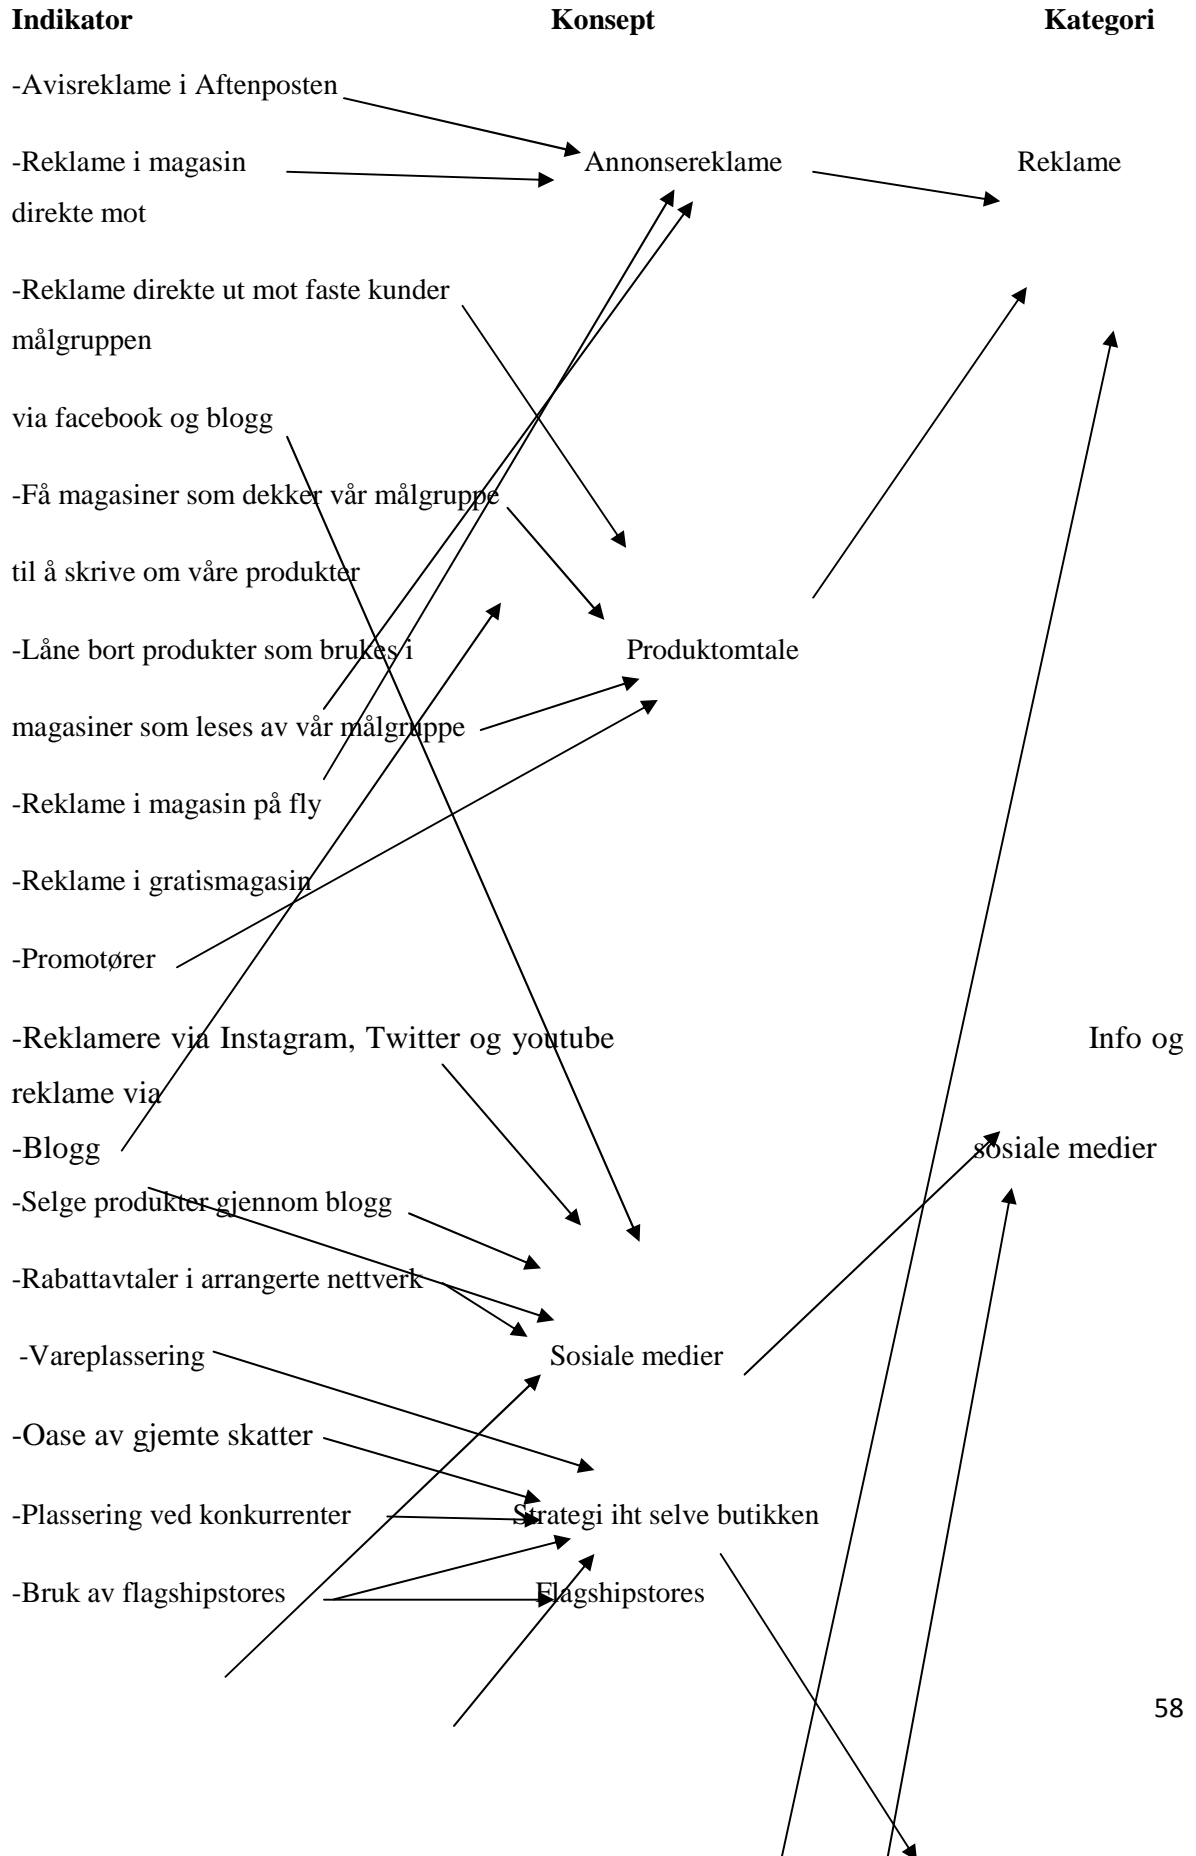 Indikator Konsept Kategori
-Avisreklame i Aftenposten
-Reklame i magasin Annonsereklame Reklame
direkte mot
-Reklame direkte ut mot faste kunder
målgruppen
via facebook og blogg
-Få magasiner som dekker vår målgruppe
til å skrive om våre produkter
-Låne bort produkter som brukes i Produktomtale
magasiner som leses av vår målgruppe
-Reklame i magasin på fly
-Reklame i gratismagasin
-Promotører
-Reklamere via Instagram, Twitter og youtube Info og
reklame via
-Blogg sosiale medier
-Selge produkter gjennom blogg
-Rabattavtaler i arrangerte nettverk
-Vareplassering Sosiale medier
-Oase av gjemte skatter
-Plassering ved konkurrenter Strategi iht selve butikken
-Bruk av flagshipstores Flagshipstores
58